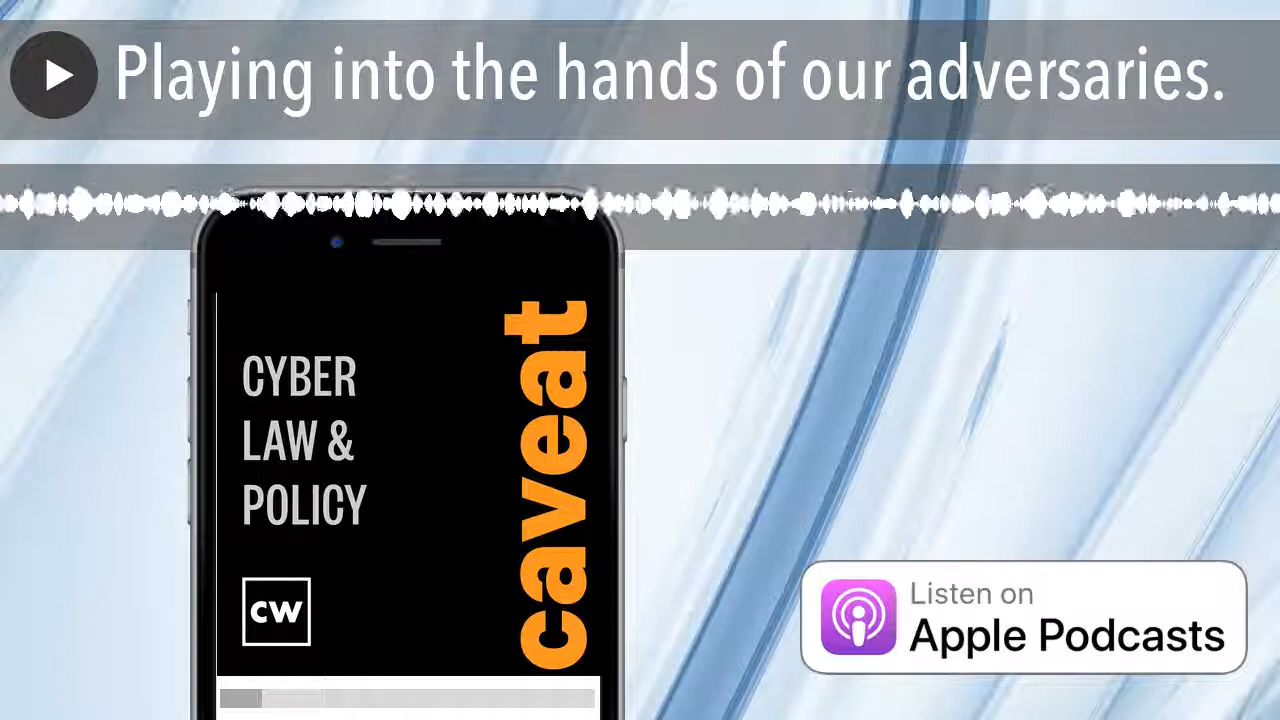 Playing into the hands of our adversaries.
CYBER
LAW &
POLICY
caveat
CW
Listen on
Apple Podcasts